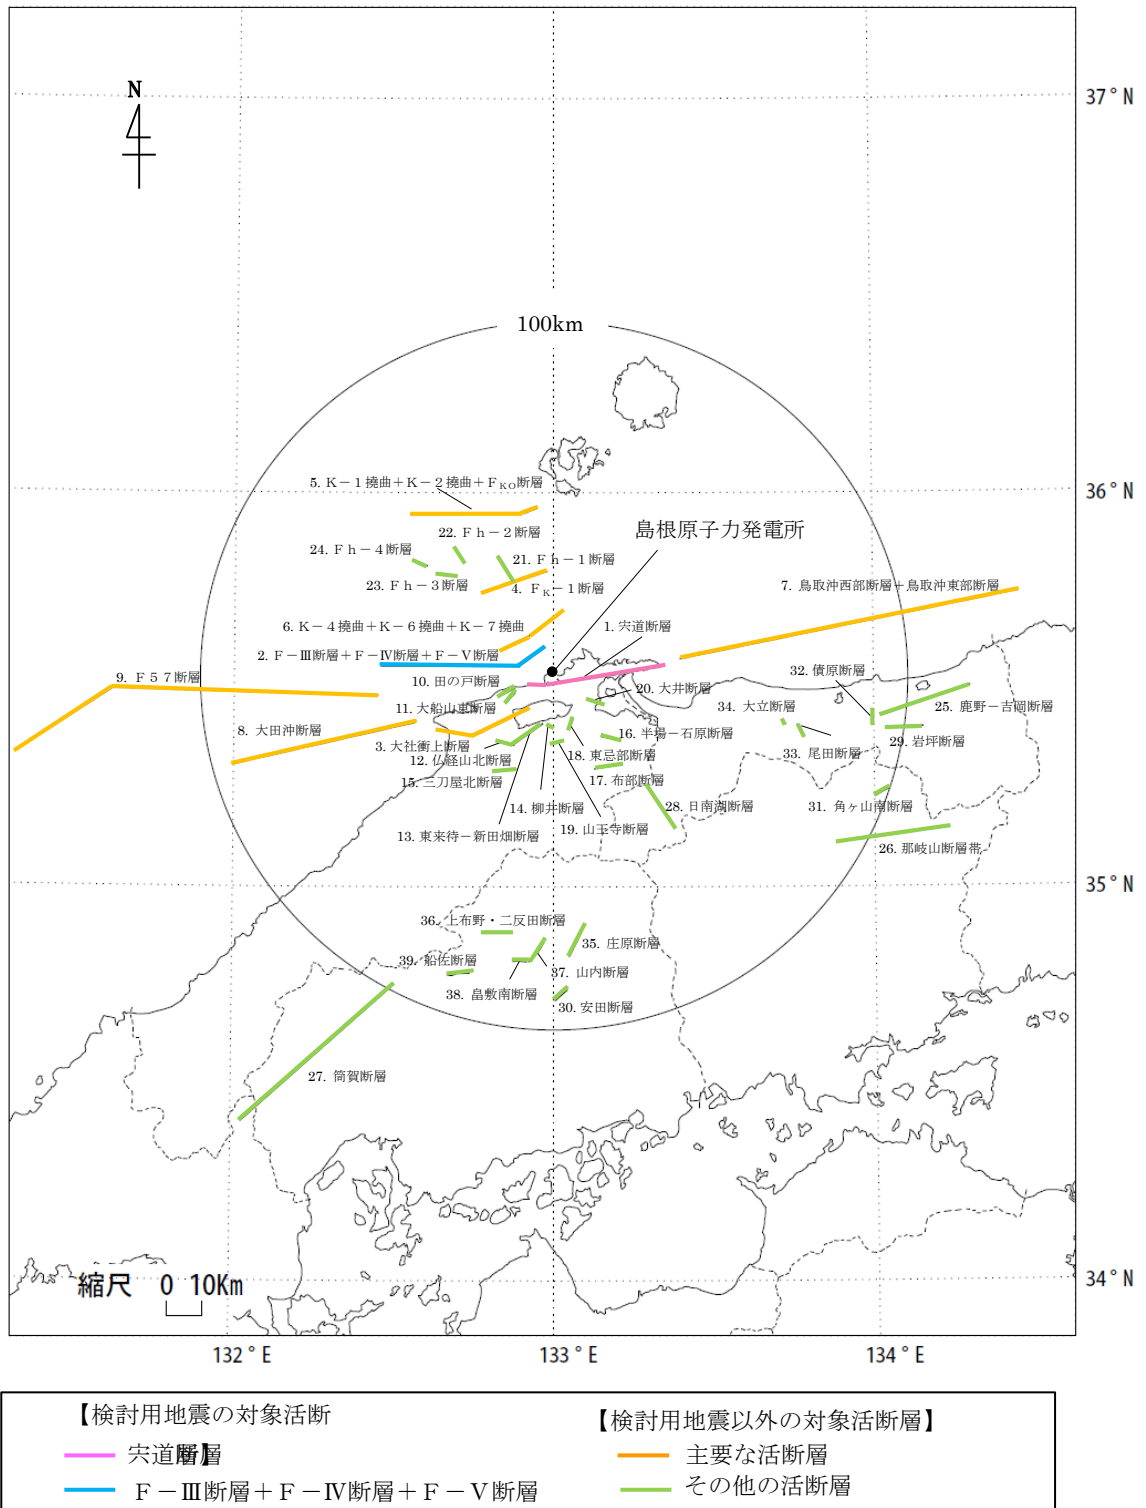 N
37°N
100km
36°N
5. K－1撓曲＋K－2撓曲＋FKO断層
22. Fh－2断層
島根原子力発電所
24. Fh－4断層
21. Fh－1断層
23. Fh－3断層
4. FK－1断層
7. 鳥取沖西部断層＋鳥取沖東部断層
6. K－4撓曲＋K－6撓曲＋K－7撓曲
1. 宍道断層
2. F－Ⅲ断層＋F－Ⅳ断層＋F－Ⅴ断層
9. F57断層
10. 田の戸断層
20. 大井断層
32. 債原断層
11. 大船山東断層
34. 大立断層
25. 鹿野－吉岡断層
8. 大田沖断層
16. 半場－石原断層
29. 岩坪断層
3. 大社衝上断層
18. 東忌部断層
33. 尾田断層
12. 仏経山北断層
15. 三刀屋北断層
17. 布部断層
14. 柳井断層
28. 日南湖断層
31. 角ヶ山南断層
13. 東来待－新田畑断層
19. 山王寺断層
26. 那岐山断層帯
35°N
36. 上布野・二反田断層
35. 庄原断層
39. 船佐断層
37. 山内断層
38. 畠敷南断層
30. 安田断層
27. 筒賀断層
縮尺 0 10Km
34°N
132°E
133°E
134°E
【検討用地震の対象活断
層】
宍道断層
F－Ⅲ断層＋F－Ⅳ断層＋F－Ⅴ断層
【検討用地震以外の対象活断層】
主要な活断層
その他の活断層